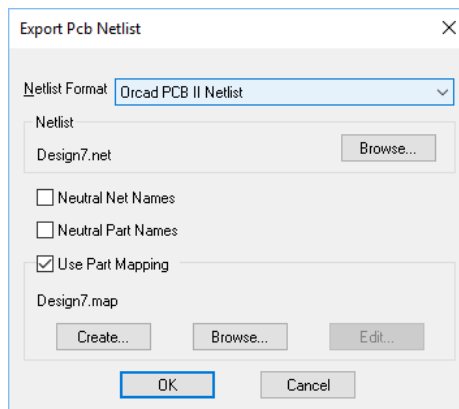 Export Pcb Netlist
Netlist Format Orcad PCB II Netlist
Netlist
Design7.net Browse...
Neutral Net Names
Neutral Part Names
Use Part Mapping
Design7.map
Create... Browse... Edit...
OK Cancel